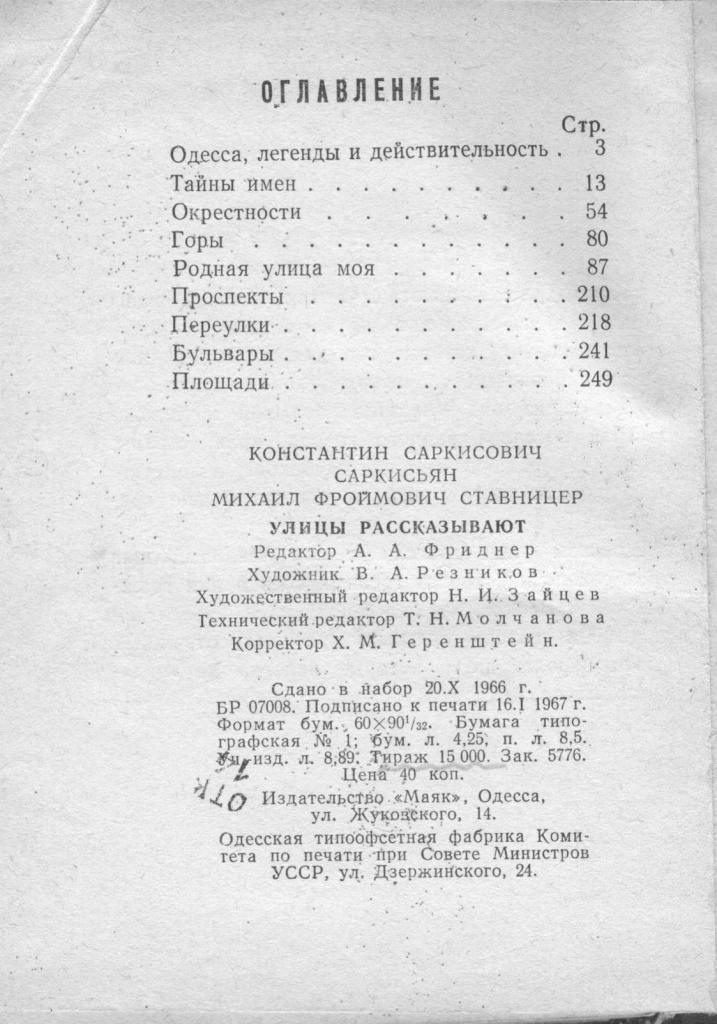 ОГЛАВЛЕНИЕ
Стр.
Одесса, легенды и действительность . 3
Тайны имен . . . . . . . . . . 13
Окрестности . . . . . . . . 54
Горы . . . . . . . . . . . . 80
Родная улица моя . . . . . . . 87
Проспекты . . . . . . . . . . 210
Переулки . . . . . . . . . . . 218
Бульвары . . . . . . . . . . . 241
Площади . . . . . . . . . . . 249
КОНСТАНТИН САРКИСОВИЧ
САРКИСЬЯН
МИХАИЛ ФРОЙМОВИЧ СТАВНИЦЕР
УЛИЦЫ РАССКАЗЫВАЮТ
Редактор А. А. Фриднер
Художник В. А. Резников
Художественный редактор Н. И. Зайцев
Технический редактор Т. Н. Молчанова
Корректор Х. М. Геренштейн.
Сдано в набор 20.X 1966 г.
БР 07008. Подписано к печати 16.I 1967 г.
Формат бум. 60×90¹/₃₂. Бумага типо-
графская № 1; бум. л. 4,25; п. л. 8,5.
Уч.-изд. л. 8,89. Тираж 15 000. Зак. 5776.
Цена 40 коп.
Издательство «Маяк», Одесса,
ул. Жуковского, 14.
Одесская типоофсетная фабрика Коми-
тета по печати при Совете Министров
УССР, ул. Дзержинского, 24.
ОТК